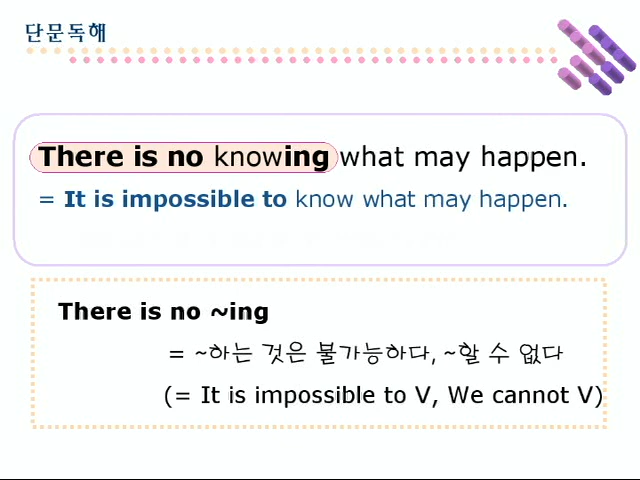 단문독해
There is no knowing what may happen.
= It is impossible to know what may happen.
There is no ~ing
= ~하는 것은 불가능하다, ~할 수 없다
(= It is impossible to V, We cannot V)